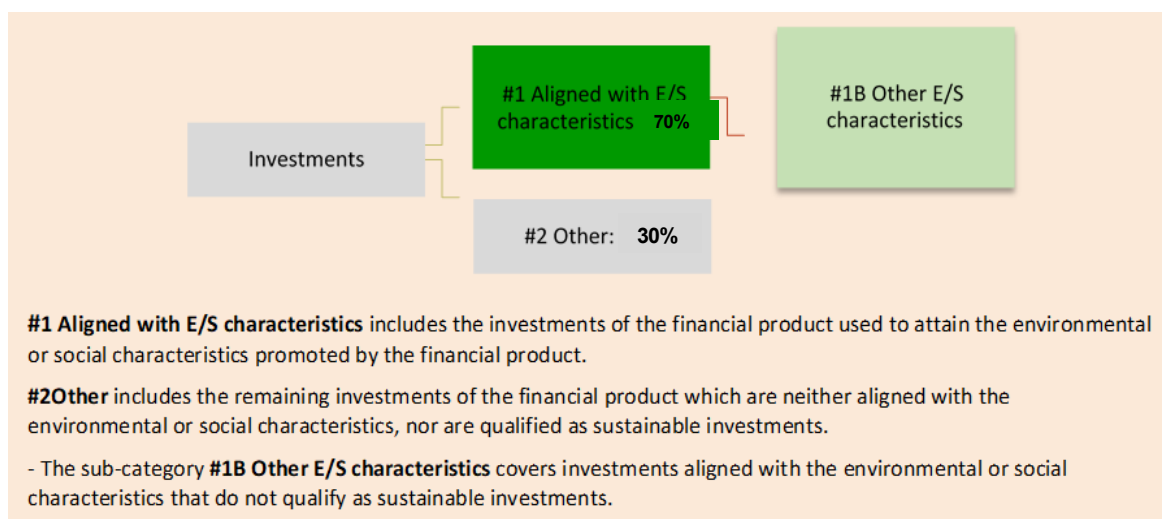 #1 Aligned with E/S
characteristics 70%
#1B Other E/S
characteristics
Investments
#2 Other: 30%
#1 Aligned with E/S characteristics includes the investments of the financial product used to attain the environmental
or social characteristics promoted by the financial product.
#2Other includes the remaining investments of the financial product which are neither aligned with the
environmental or social characteristics, nor are qualified as sustainable investments.
- The sub-category #1B Other E/S characteristics covers investments aligned with the environmental or social
characteristics that do not qualify as sustainable investments.